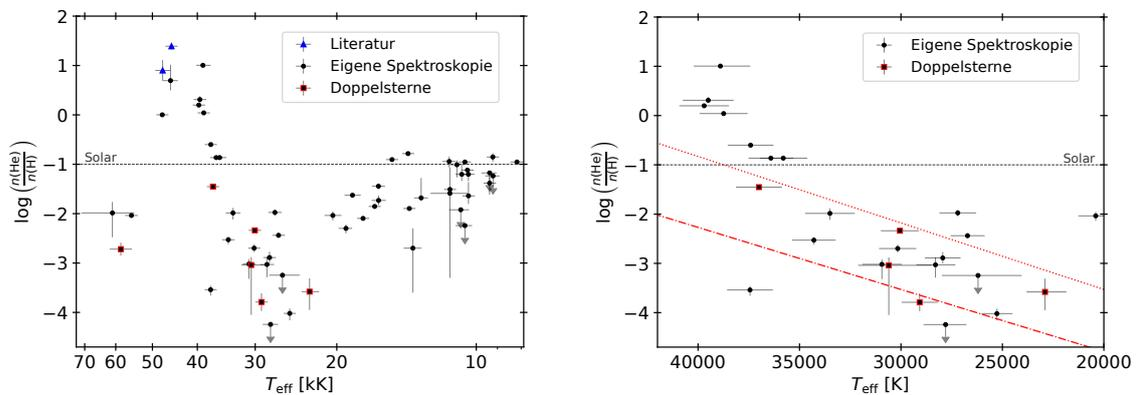 2
1
0
−1
−2
−3
−4
log(n(He)/n(H))
Solar
Literatur
Eigene Spektroskopie
Doppelsterne
70 60 50 40 30 20 10
Teff [kK]
2
1
0
−1
−2
−3
−4
log(n(He)/n(H))
Eigene Spektroskopie
Doppelsterne
Solar
40000 35000 30000 25000 20000
Teff [K]